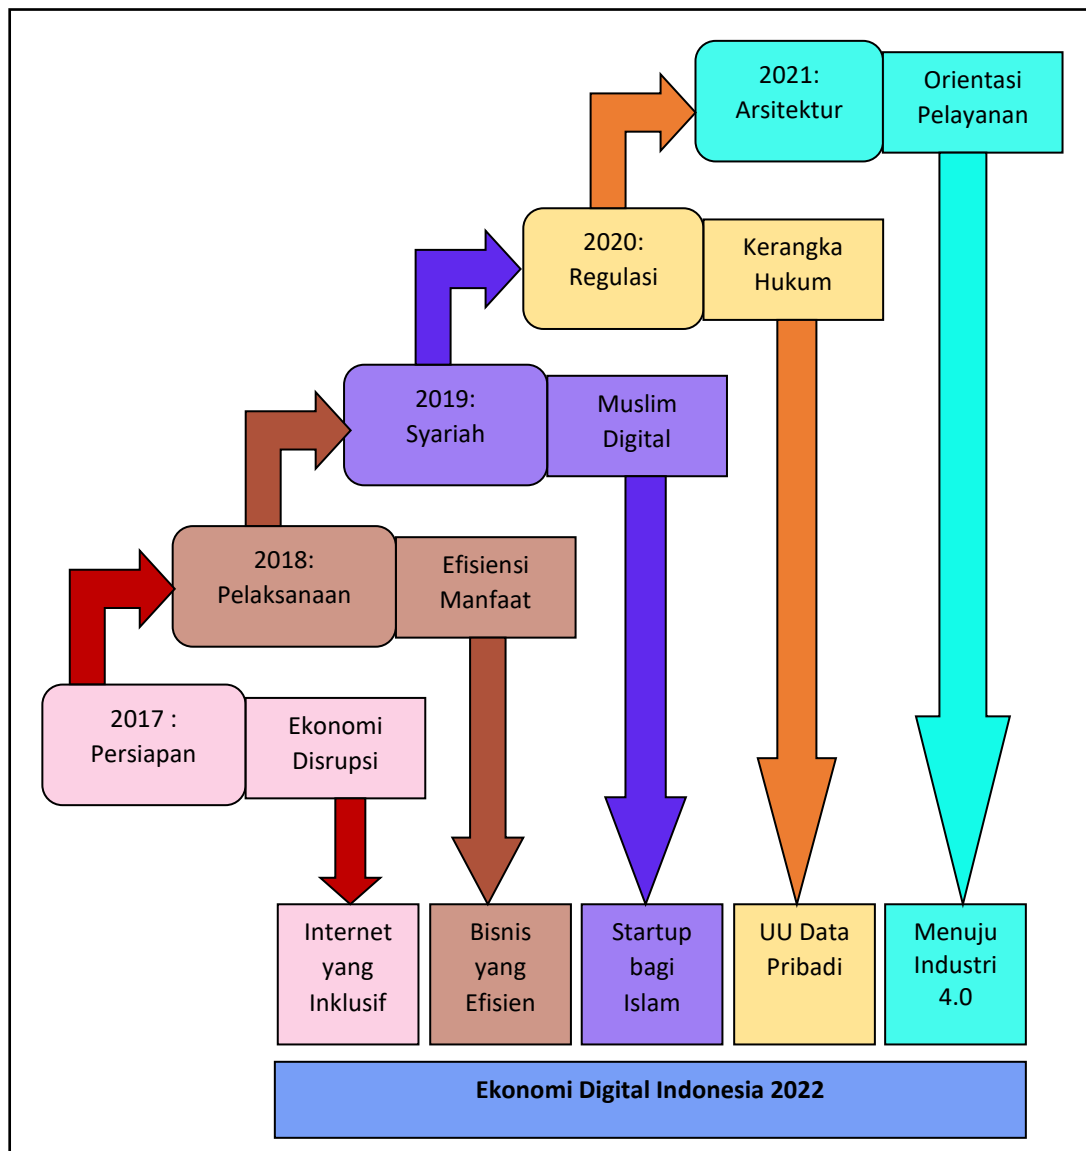 2021:
Arsitektur
Orientasi
Pelayanan
2020:
Regulasi
Kerangka
Hukum
2019:
Syariah
Muslim
Digital
2018:
Pelaksanaan
Efisiensi
Manfaat
2017 :
Persiapan
Ekonomi
Disrupsi
Internet
yang
Inklusif
Bisnis
yang
Efisien
Startup
bagi
Islam
UU Data
Pribadi
Menuju
Industri
4.0
Ekonomi Digital Indonesia 2022